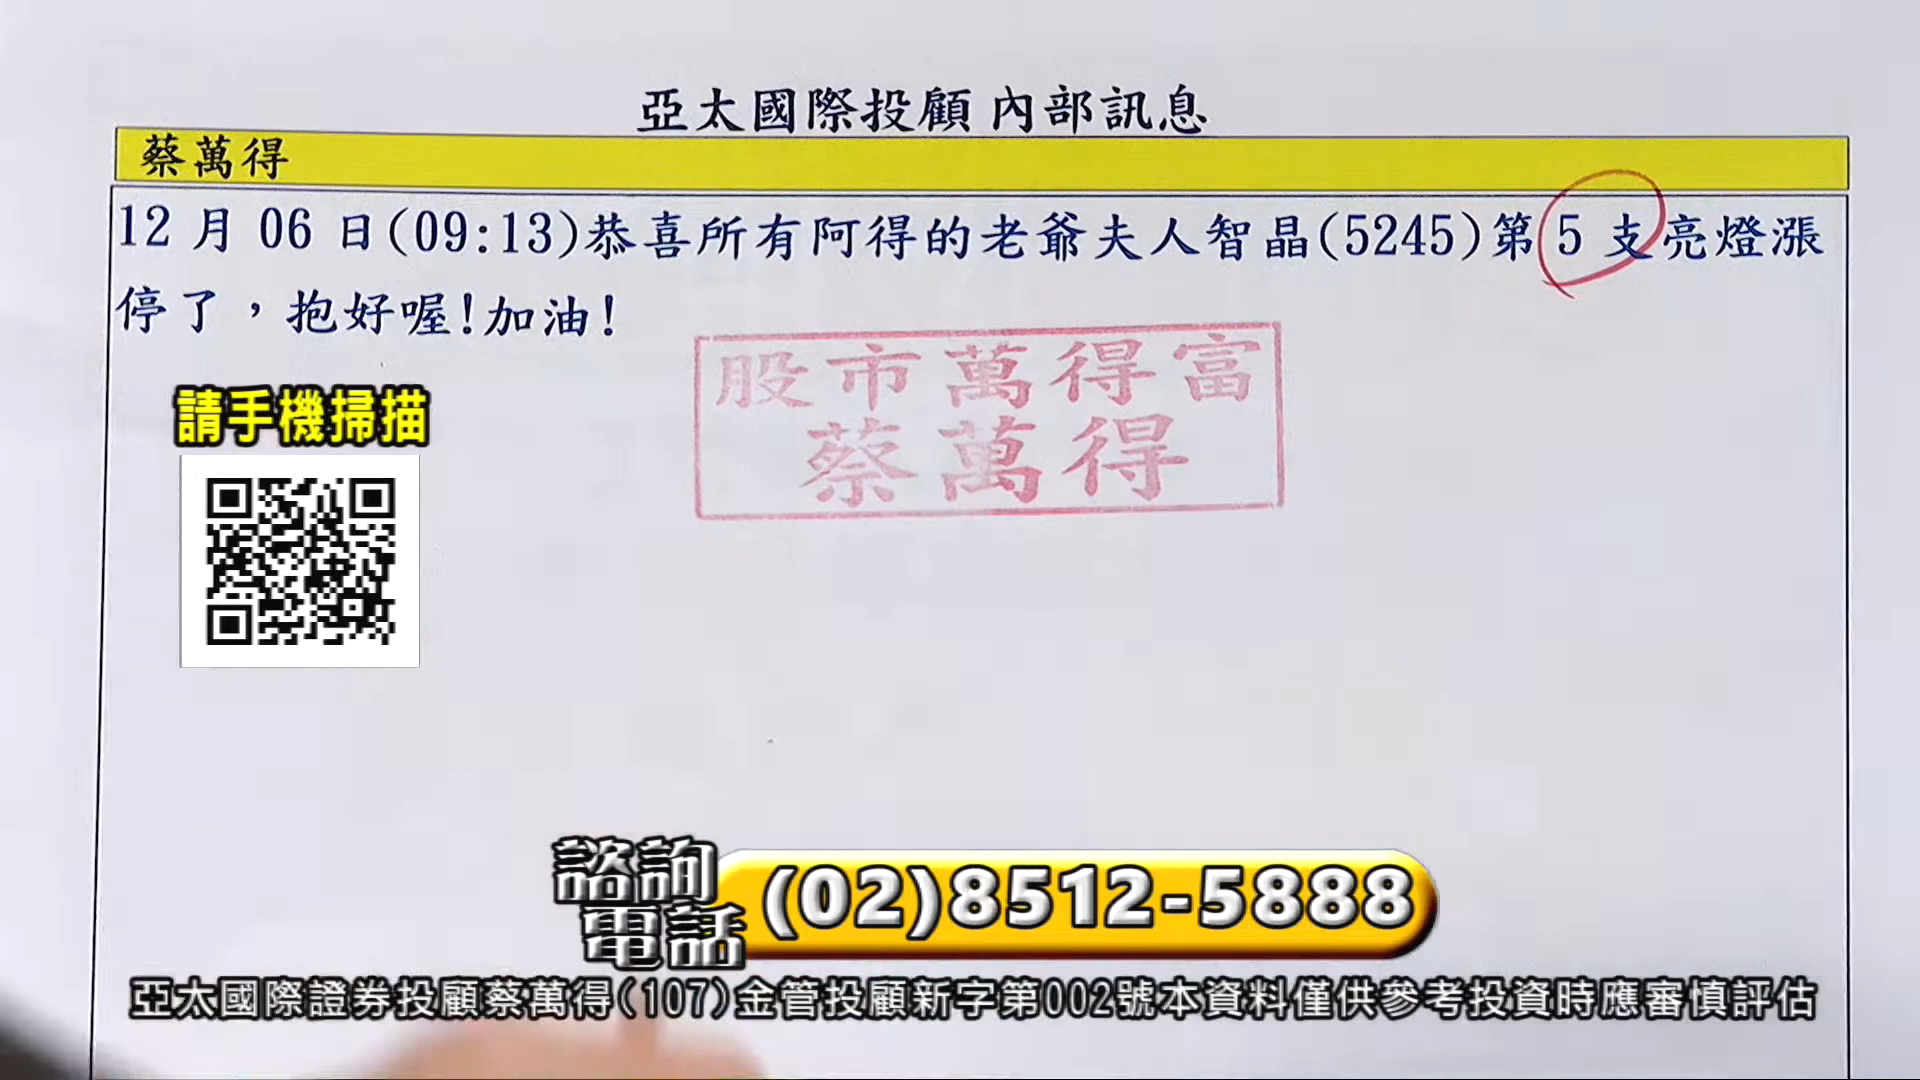 亞太國際投顧 內部訊息
蔡萬得
12 月 06 日(09:13)恭喜所有阿得的老爺夫人智晶(5245)第 5 支亮燈漲
停了，抱好喔!加油!
股市萬得富
蔡萬得
請手機掃描
諮詢
電話
(02)8512-5888
亞太國際證券投顧蔡萬得(107)金管投顧新字第002號本資料僅供參考投資時應審慎評估